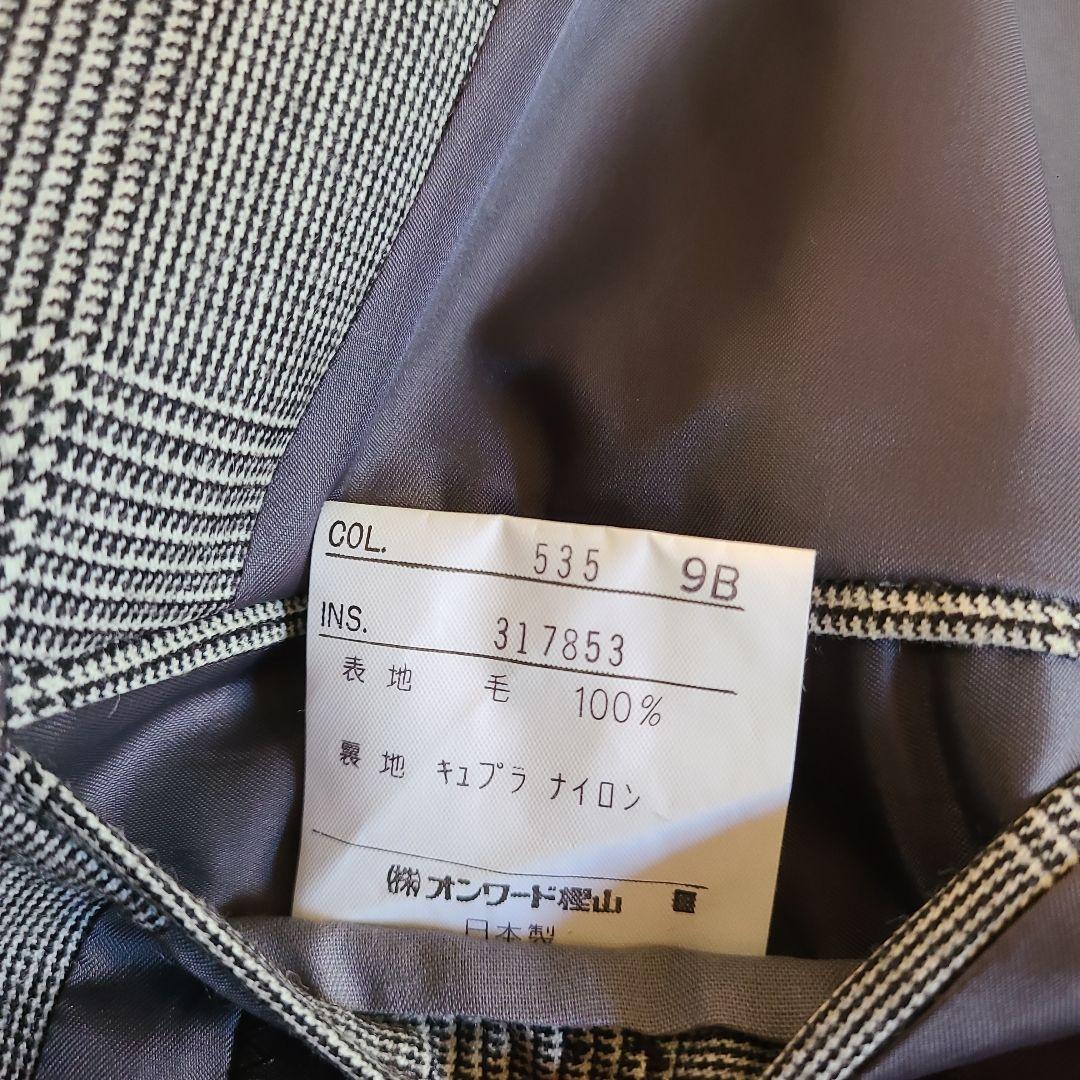 COL. 535 9B
INS. 317853
表地 毛 100%
裏地 キュプラ ナイロン
(株)オンワード樫山
日本製